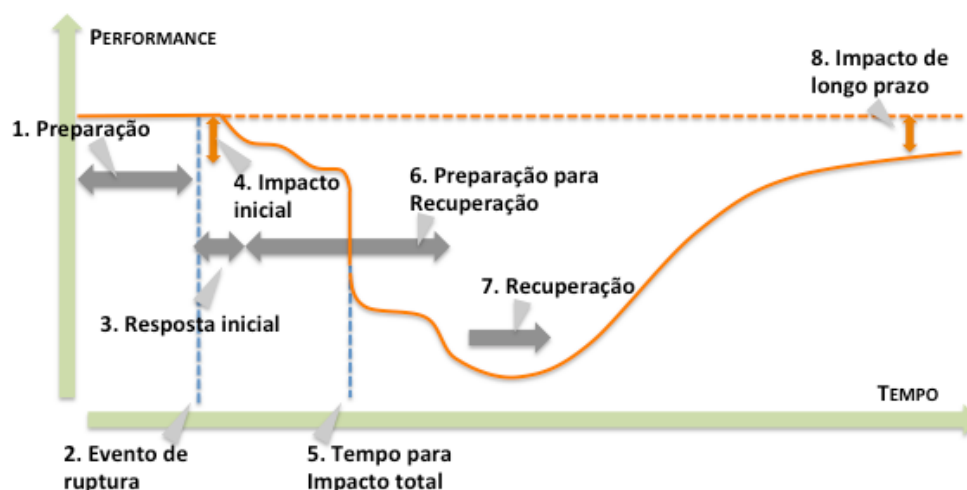 PERFORMANCE
8. Impacto de
longo prazo
1. Preparação
4. Impacto
inicial
6. Preparação para
Recuperação
7. Recuperação
3. Resposta inicial
TEMPO
2. Evento de
ruptura
5. Tempo para
Impacto total